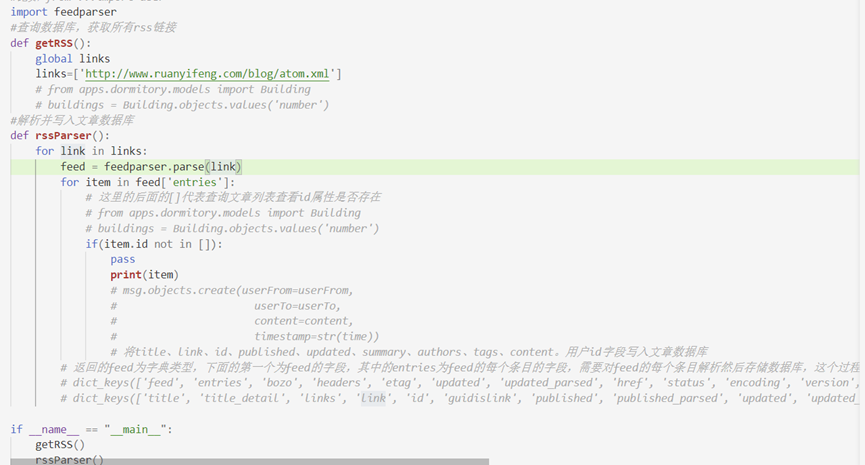 import feedparser
#查询数据库，获取所有rss链接
def getRSS():
    global links
    links=['http://www.ruanyifeng.com/blog/atom.xml']
    # from apps.dormitory.models import Building
    # buildings = Building.objects.values('number')
#解析并写入文章数据库
def rssParser():
    for link in links:
        feed = feedparser.parse(link)
        for item in feed['entries']:
            # 这里的后面的[]代表查询文章列表查看id属性是否存在
            # from apps.dormitory.models import Building
            # buildings = Building.objects.values('number')
            if(item.id not in []):
                pass
                print(item)
                # msg.objects.create(userFrom=userFrom,
                #                      userTo=userTo,
                #                      content=content,
                #                      timestamp=str(time))
                # 将title、link、id、published、updated、summary、authors、tags、content。用户id字段写入文章数据库
        # 返回的feed为字典类型，下面的第一个为feed的字段，其中的entries为feed的每个条目的字段，需要对feed的每个条目解析然后存储数据库，这个过程
        # dict_keys(['feed', 'entries', 'bozo', 'headers', 'etag', 'updated', 'updated_parsed', 'href', 'status', 'encoding', 'version',
        # dict_keys(['title', 'title_detail', 'links', 'link', 'id', 'guidislink', 'published', 'published_parsed', 'updated', 'updated_
if __name__ == "__main__":
    getRSS()
    rssParser()